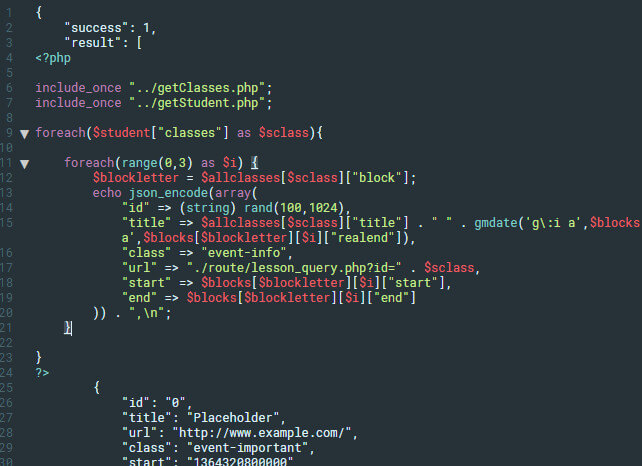 1 {
2 "success": 1,
3 "result": [
4 <?php
5
6 include_once "../getClasses.php";
7 include_once "../getStudent.php";
8
9 foreach($student["classes"] as $sclass){
10
11 foreach(range(0,3) as $i) {
12 $blockletter = $allclasses[$sclass]["block"];
13 echo json_encode(array(
14 "id" => (string) rand(100,1024),
15 "title" => $allclasses[$sclass]["title"] . " " . gmdate('g\:i a',$blocks
a',$blocks[$blockletter][$i]["realend"]),
16 "class" => "event-info",
17 "url" => "./route/lesson_query.php?id=" . $sclass,
18 "start" => $blocks[$blockletter][$i]["start"],
19 "end" => $blocks[$blockletter][$i]["end"]
20 )) . ",\n";
21 }
22
23 }
24 ?>
25 {
26 "id": "0",
27 "title": "Placeholder",
28 "url": "http://www.example.com/",
29 "class": "event-important",
30 "start": "1364320800000"